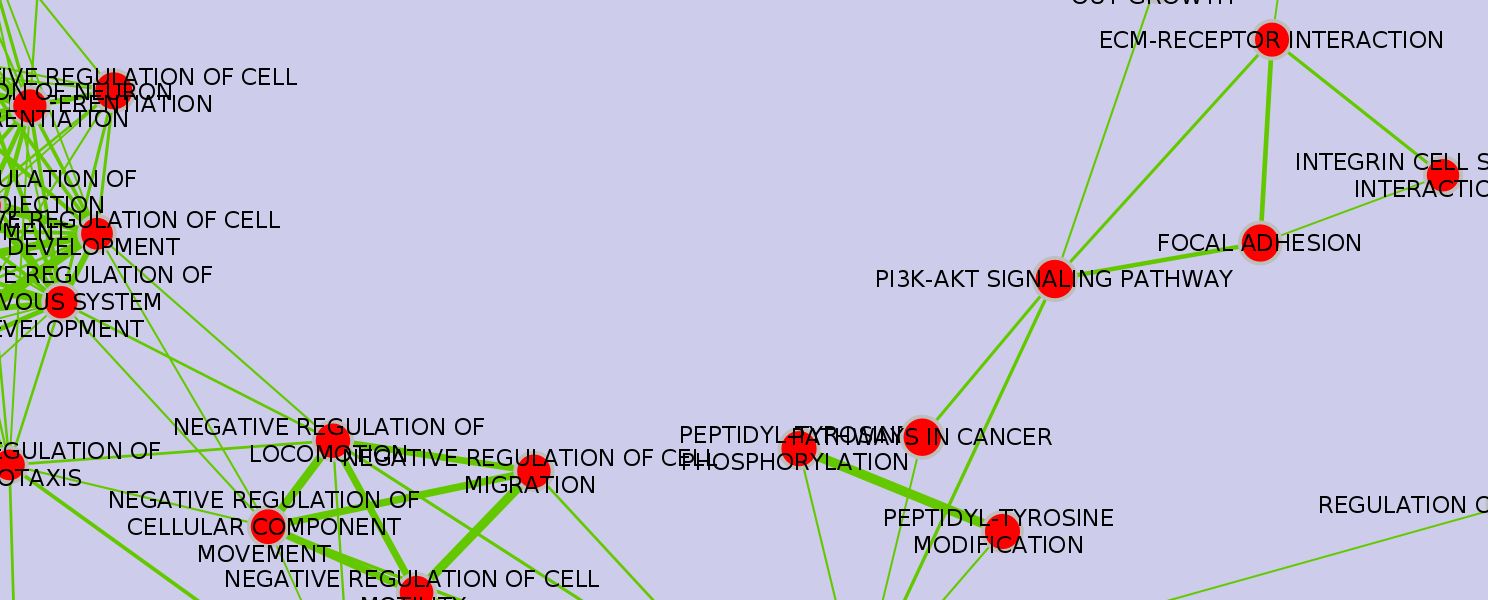 OUT GROWTH
ECM-RECEPTOR INTERACTION
IVE REGULATION OF CELL
ON OF NEURON
FERENTIATION
RENTIATION
INTEGRIN CELL S
INTERACTIO
ULATION OF
OJECTION
MENT
VE REGULATION OF CELL
DEVELOPMENT
FOCAL ADHESION
VE REGULATION OF
VOUS SYSTEM
EVELOPMENT
PI3K-AKT SIGNALING PATHWAY
NEGATIVE REGULATION OF
LOCOMOTION
PEPTIDYL-TYROSINE
PHOSPHORYLATION
PATHWAYS IN CANCER
EGULATION OF
OTAXIS
NEGATIVE REGULATION OF CELL
MIGRATION
NEGATIVE REGULATION OF
CELLULAR COMPONENT
MOVEMENT
REGULATION O
PEPTIDYL-TYROSINE
MODIFICATION
NEGATIVE REGULATION OF CELL
MOTILITY